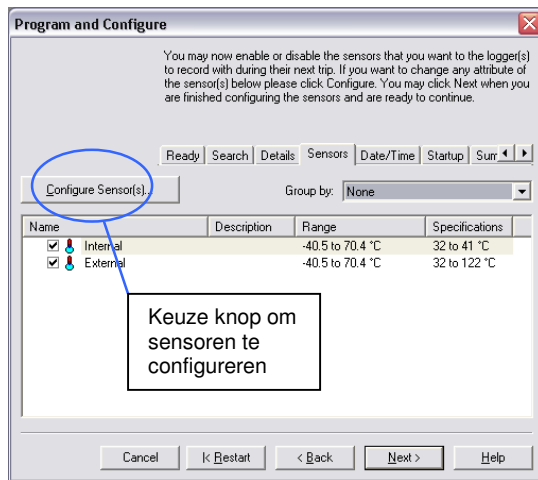 Program and Configure
You may now enable or disable the sensors that you want to the logger(s)
to record with during their next trip. If you want to change any attribute of
the sensor(s) below please click Configure. You may click Next when you
are finished configuring the sensors and are ready to continue.
Ready Search Details Sensors Date/Time Startup Sum
Configure Sensor(s)... Group by: None
Name Description Range Specifications
Internal -40.5 to 70.4 °C 32 to 41 °C
External -40.5 to 70.4 °C 32 to 122 °C
Keuze knop om
sensoren te
configureren
Cancel |< Restart < Back Next > Help